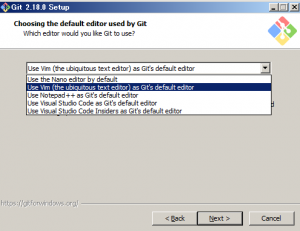 Git 2.18.0 Setup
Choosing the default editor used by Git
Which editor would you like Git to use?
Use Vim (the ubiquitous text editor) as Git's default editor
Use the Nano editor by default
Use Vim (the ubiquitous text editor) as Git's default editor
Use Notepad++ as Git's default editor
Use Visual Studio Code as Git's default editor
Use Visual Studio Code Insiders as Git's default editor
https://gitforwindows.org/
< Back
Next >
Cancel